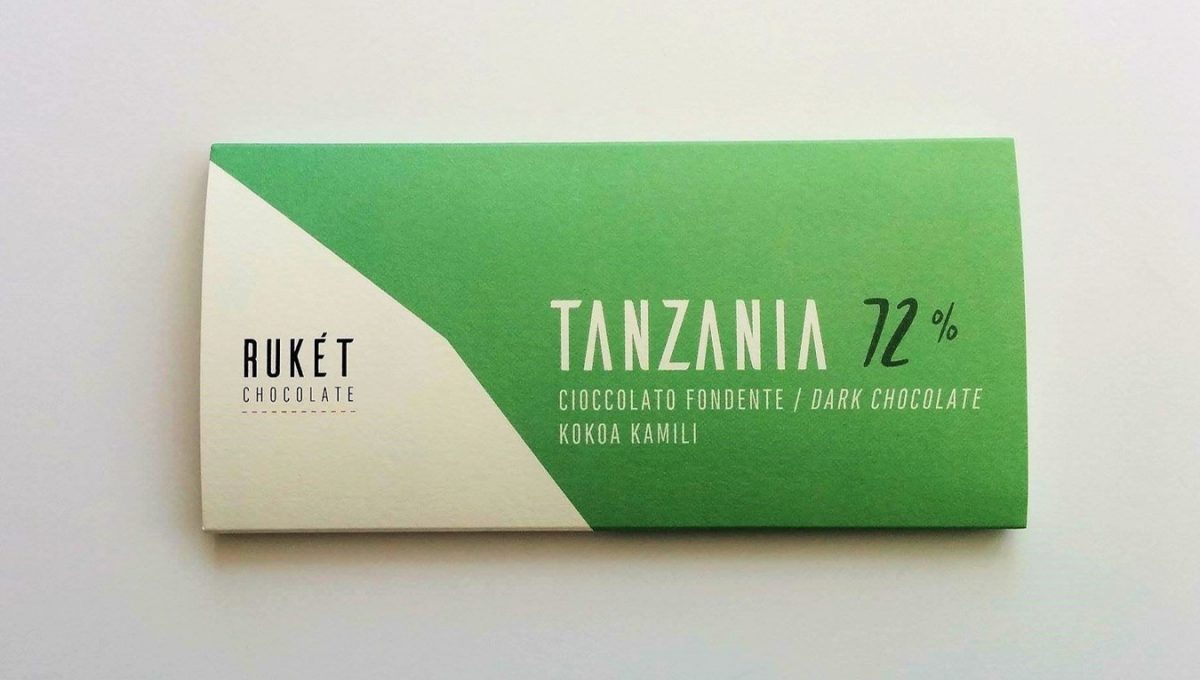 RUKÉT
CHOCOLATE
TANZANIA 72%
CIOCCOLATO FONDENTE / DARK CHOCOLATE
KOKOA KAMILI